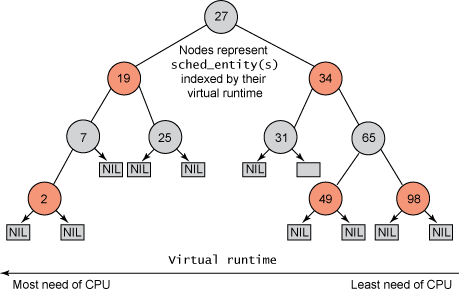 27
Nodes represent
sched_entity(s)
indexed by their
virtual runtime
19
34
7
25
31
65
NIL
NIL
NIL
NIL
2
49
98
NIL
NIL
NIL
NIL
NIL
NIL
Virtual runtime
Most need of CPU
Least need of CPU